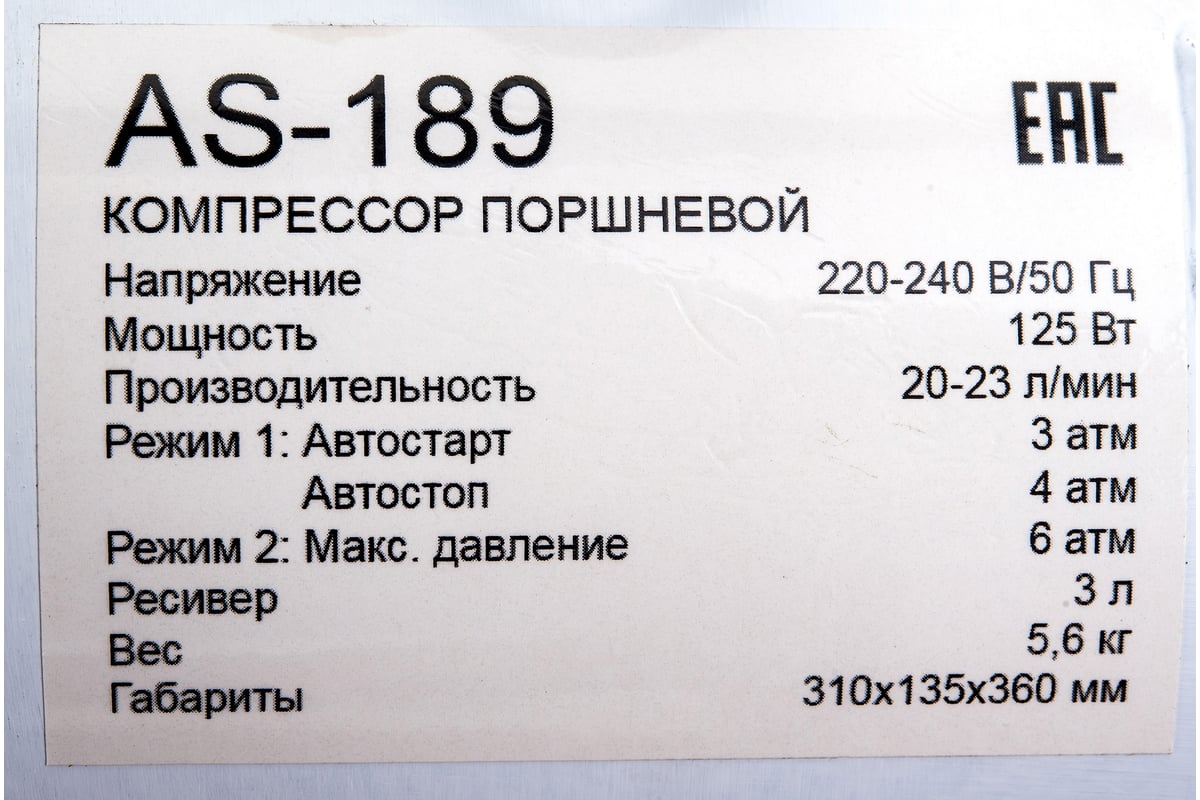 AS-189
EAC
КОМПРЕССОР ПОРШНЕВОЙ
Напряжение 220-240 В/50 Гц
Мощность 125 Вт
Производительность 20-23 л/мин
Режим 1: Автостарт 3 атм
Автостоп 4 атм
Режим 2: Макс. давление 6 атм
Ресивер 3 л
Вес 5,6 кг
Габариты 310х135х360 мм